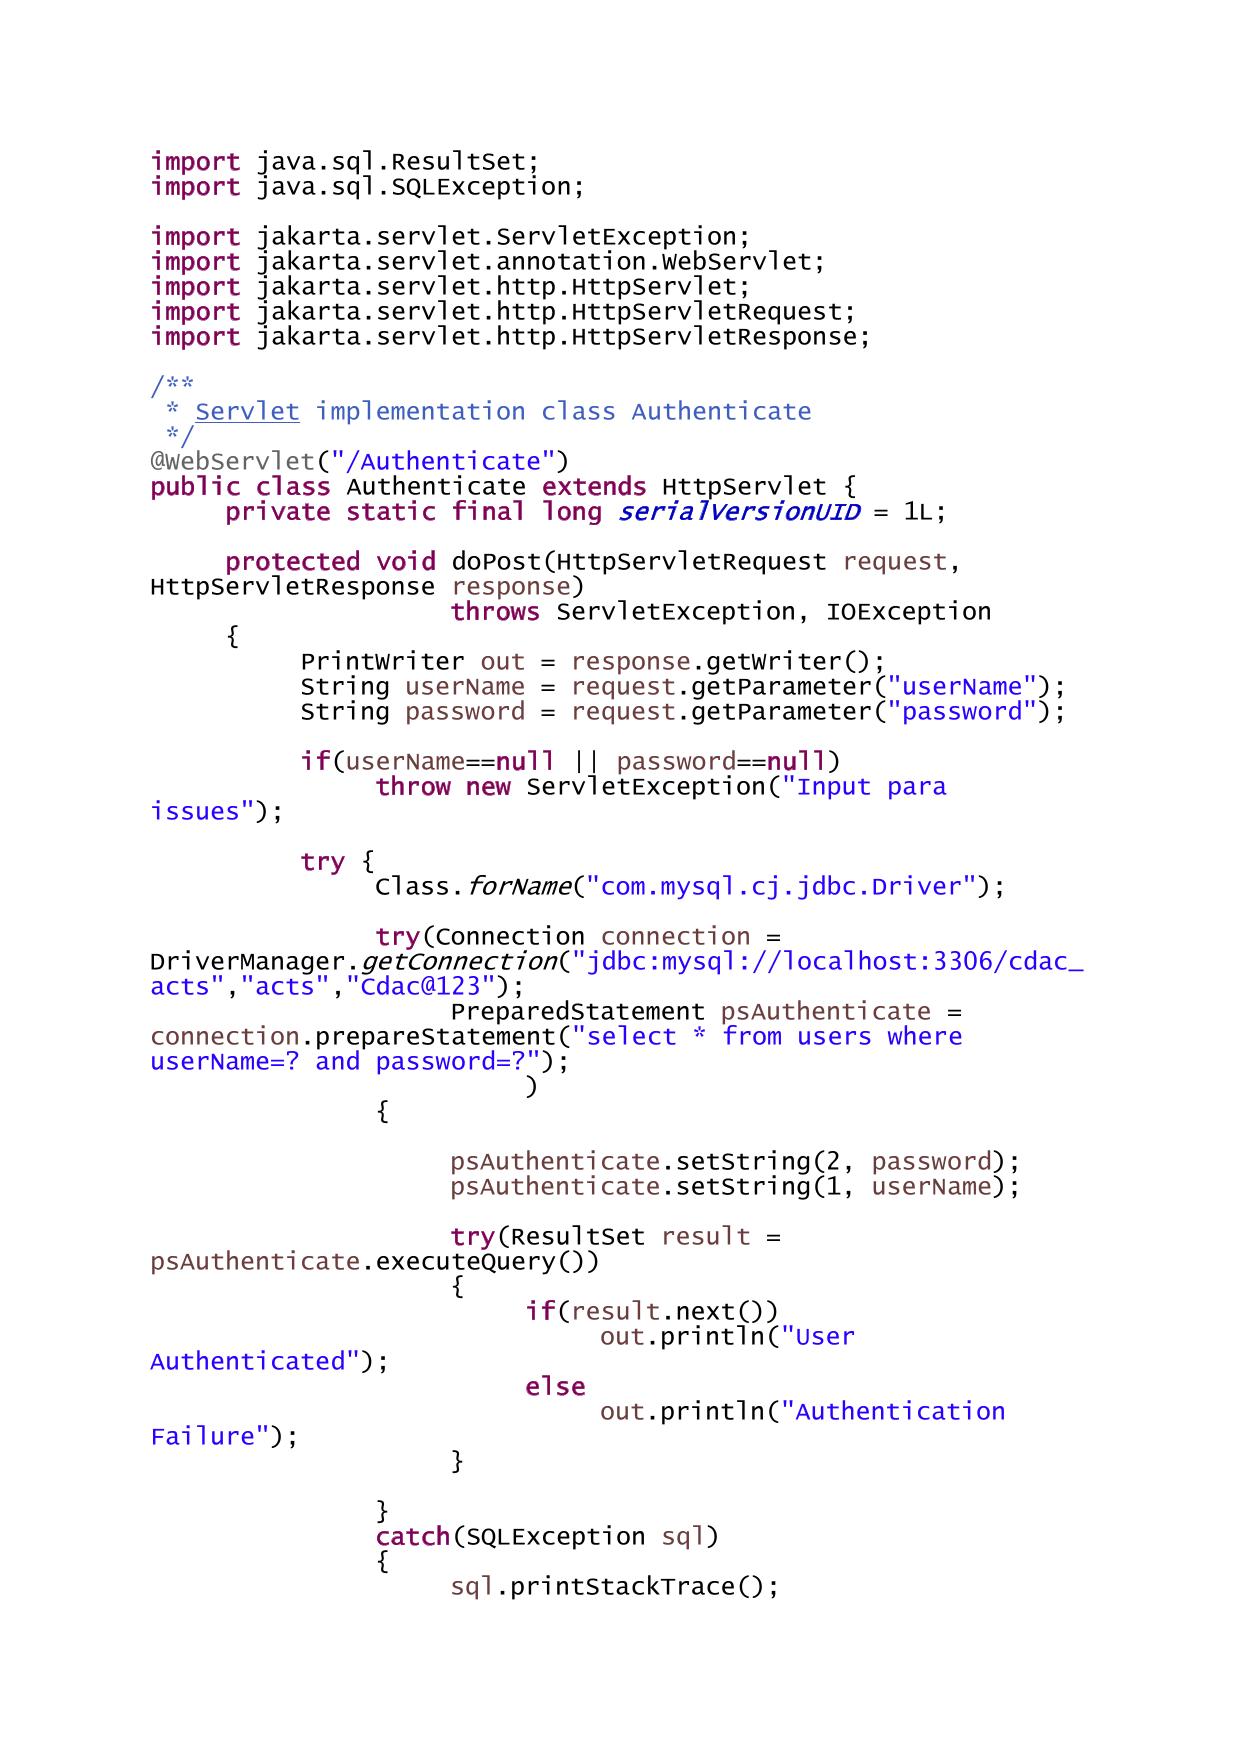 import java.sql.ResultSet;
import java.sql.SQLException;

import jakarta.servlet.ServletException;
import jakarta.servlet.annotation.WebServlet;
import jakarta.servlet.http.HttpServlet;
import jakarta.servlet.http.HttpServletRequest;
import jakarta.servlet.http.HttpServletResponse;

/**
 * Servlet implementation class Authenticate
 */
@WebServlet("/Authenticate")
public class Authenticate extends HttpServlet {
     private static final long serialVersionUID = 1L;

     protected void doPost(HttpServletRequest request,
HttpServletResponse response)
                    throws ServletException, IOException
     {
          PrintWriter out = response.getWriter();
          String userName = request.getParameter("userName");
          String password = request.getParameter("password");

          if(userName==null || password==null)
               throw new ServletException("Input para
issues");

          try {
               Class.forName("com.mysql.cj.jdbc.Driver");

               try(Connection connection =
DriverManager.getConnection("jdbc:mysql://localhost:3306/cdac_
acts","acts","Cdac@123");
                    PreparedStatement psAuthenticate =
connection.prepareStatement("select * from users where
userName=? and password=?");
                         )
               {

                    psAuthenticate.setString(2, password);
                    psAuthenticate.setString(1, userName);

                    try(ResultSet result =
psAuthenticate.executeQuery())
                    {
                         if(result.next())
                              out.println("User
Authenticated");
                         else
                              out.println("Authentication
Failure");
                    }

               }
               catch(SQLException sql)
               {
                    sql.printStackTrace();